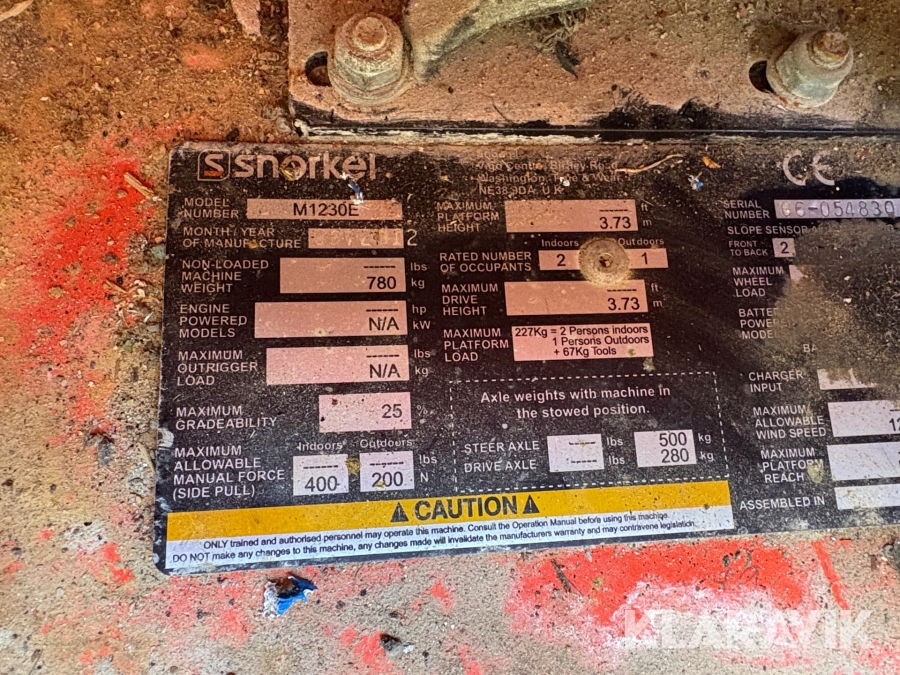 snorkel
Vigo Centre, Birtley Road
Washington, Tyne & Wear
NE38 9DA, U.K
CE
MODEL NUMBER M1230E
MONTH / YEAR OF MANUFACTURE
NON-LOADED MACHINE WEIGHT ----- lbs 780 kg
ENGINE POWERED MODELS ----- hp N/A kW
MAXIMUM OUTRIGGER LOAD ----- lbs N/A kg
MAXIMUM GRADEABILITY 25 %
Indoors Outdoors
MAXIMUM ALLOWABLE MANUAL FORCE (SIDE PULL) ----- ----- lbs 400 200 N
MAXIMUM PLATFORM HEIGHT ----- ft 3.73 m
Indoors Outdoors
RATED NUMBER OF OCCUPANTS 2 1
MAXIMUM DRIVE HEIGHT ----- ft 3.73 m
MAXIMUM PLATFORM LOAD
227Kg = 2 Persons indoors
1 Persons Outdoors
+ 67Kg Tools
Axle weights with machine in
the stowed position.
STEER AXLE ----- lbs 500 kg
DRIVE AXLE ----- lbs 280 kg
SERIAL NUMBER -054830
SLOPE SENSOR
FRONT TO BACK 2
MAXIMUM WHEEL LOAD
CHARGER INPUT
MAXIMUM ALLOWABLE WIND SPEED
MAXIMUM PLATFORM REACH
ASSEMBLED IN
CAUTION
ONLY trained and authorised personnel may operate this machine. Consult the Operation Manual before using this machine.
DO NOT make any changes to this machine, any changes made will invalidate the manufacturers warranty and may contravene legislation.
KLARAVIK